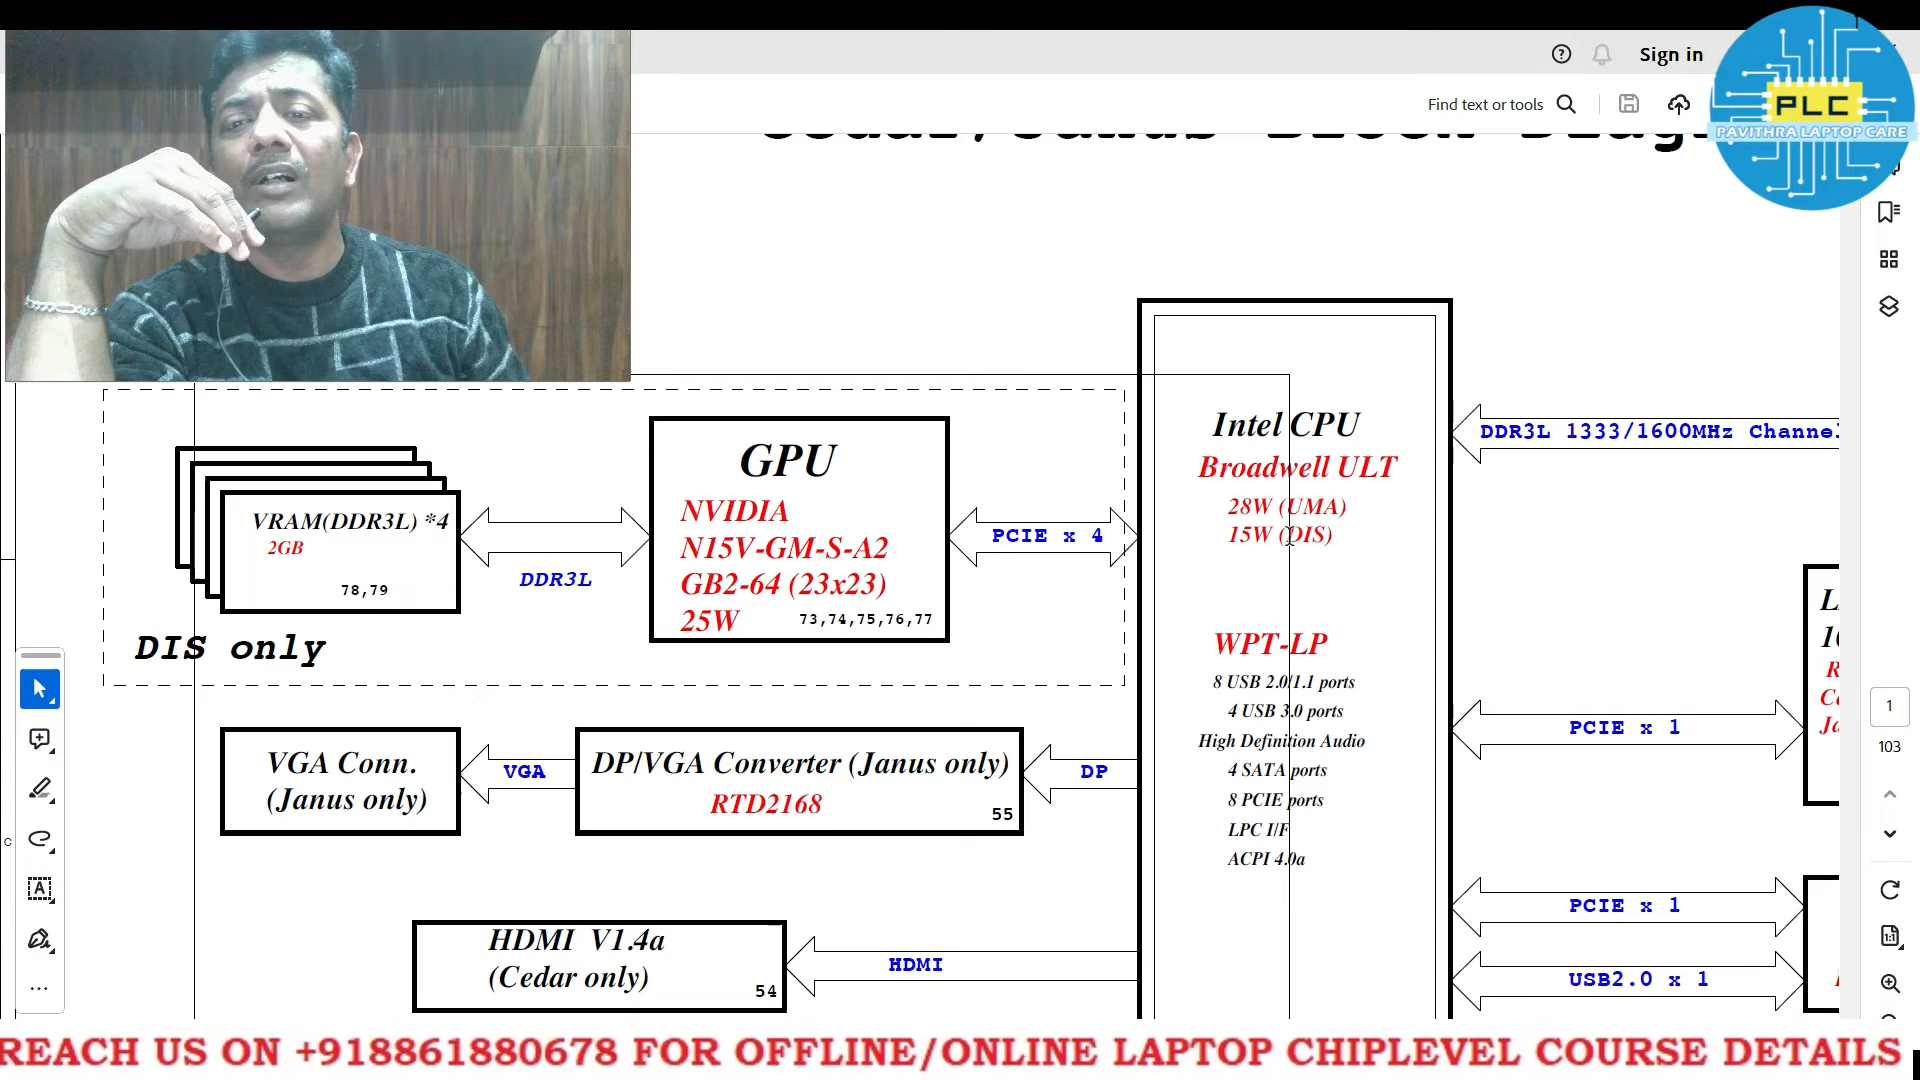 Sign in
Find text or tools
PLC
PAVITHRA LAPTOP CARE
Intel CPU
Broadwell ULT
28W (UMA)
15W (DIS)
DDR3L 1333/1600MHz
GPU
NVIDIA
N15V-GM-S-A2
GB2-64 (23x23)
25W
73,74,75,76,77
VRAM(DDR3L) *4
2GB
78,79
DDR3L
PCIE x 4
DIS only
WPT-LP
8 USB 2.0/1.1 ports
4 USB 3.0 ports
High Definition Audio
4 SATA ports
8 PCIE ports
LPC I/F
ACPI 4.0a
PCIE x 1
VGA Conn.
(Janus only)
VGA
DP/VGA Converter (Janus only)
RTD2168
55
DP
HDMI V1.4a
(Cedar only)
54
HDMI
PCIE x 1
USB2.0 x 1
C
1
103
REACH US ON +918861880678 FOR OFFLINE/ONLINE LAPTOP CHIPLEVEL COURSE DETAILS